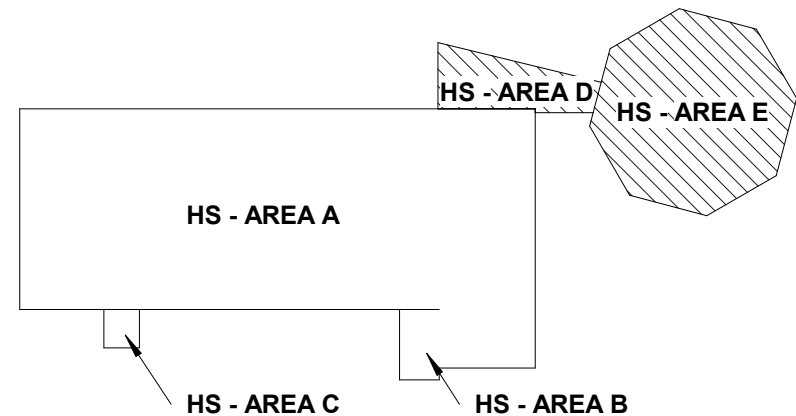 HS - AREA D
HS - AREA E
HS - AREA A
HS - AREA C
HS - AREA B